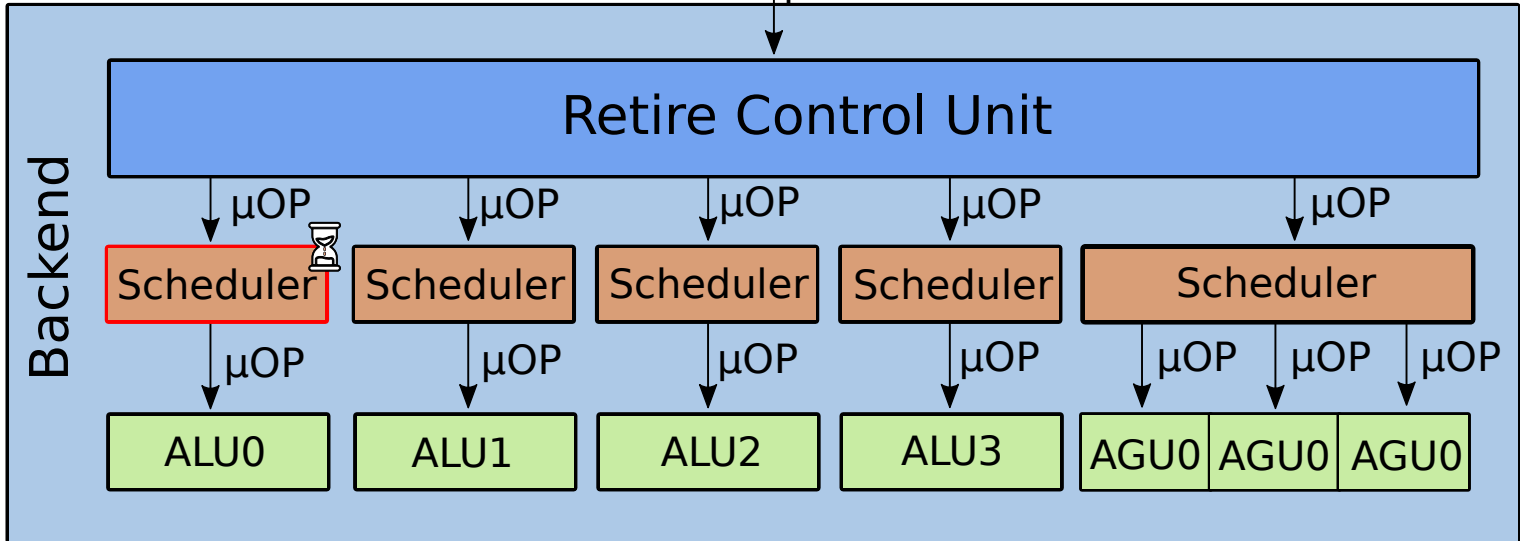 Retire Control Unit
Backend
µOP µOP µOP µOP µOP
Scheduler Scheduler Scheduler Scheduler Scheduler
µOP µOP µOP µOP µOP µOP µOP
ALU0 ALU1 ALU2 ALU3 AGU0 AGU0 AGU0